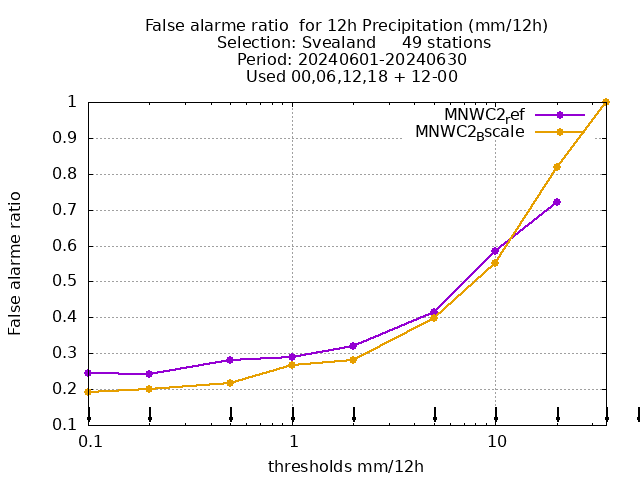 False alarme ratio  for 12h Precipitation (mm/12h)
Selection: Svealand     49 stations
Period: 20240601-20240630
Used 00,06,12,18 + 12-00
MNWC2ref
MNWC2Bscale
1
0.9
0.8
0.7
0.6
0.5
0.4
0.3
0.2
0.1
False alarme ratio
0.1 1 10
thresholds mm/12h